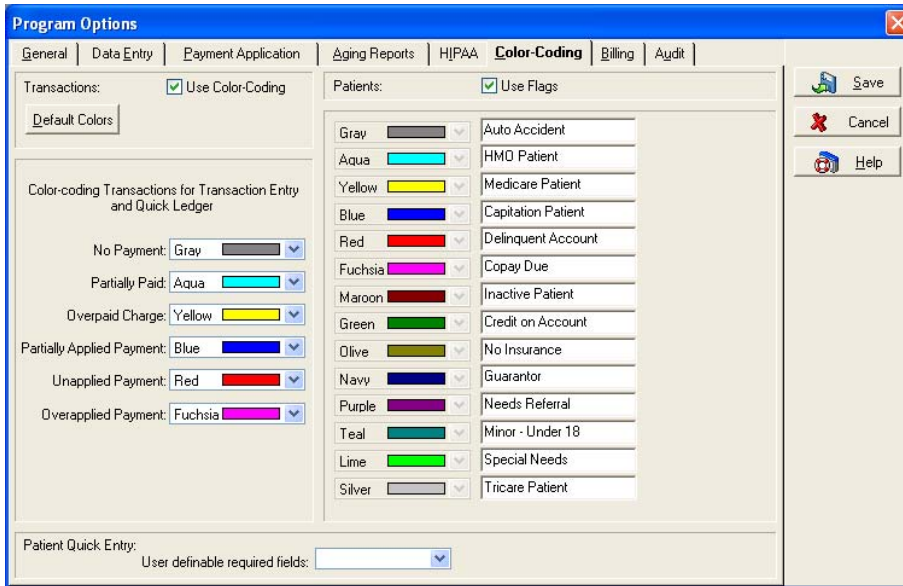 Program Options
General Data Entry Payment Application Aging Reports HIPAA Color-Coding Billing Audit
Transactions: Use Color-Coding
Default Colors
Color-coding Transactions for Transaction Entry
and Quick Ledger
No Payment: Gray
Partially Paid: Aqua
Overpaid Charge: Yellow
Partially Applied Payment: Blue
Unapplied Payment: Red
Overapplied Payment: Fuchsia
Patients: Use Flags
Gray Auto Accident
Aqua HMO Patient
Yellow Medicare Patient
Blue Capitation Patient
Red Delinquent Account
Fuchsia Copay Due
Maroon Inactive Patient
Green Credit on Account
Olive No Insurance
Navy Guarantor
Purple Needs Referral
Teal Minor - Under 18
Lime Special Needs
Silver Tricare Patient
Patient Quick Entry:
User definable required fields:
Save
Cancel
Help